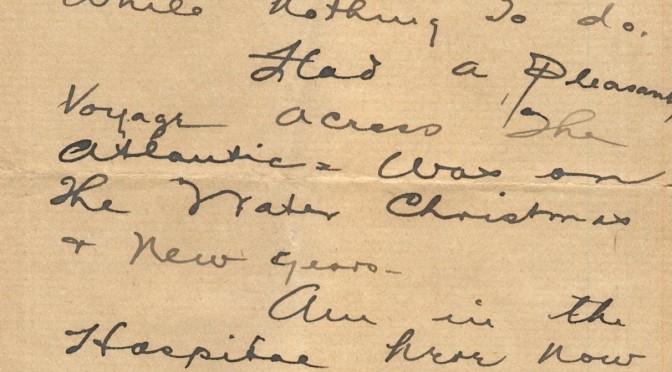 while nothing to do.
Had a Pleasant
Voyage across The
Atlantic = Was on
The Water Christmas
+ New Years -
Am in the
Hospital here now